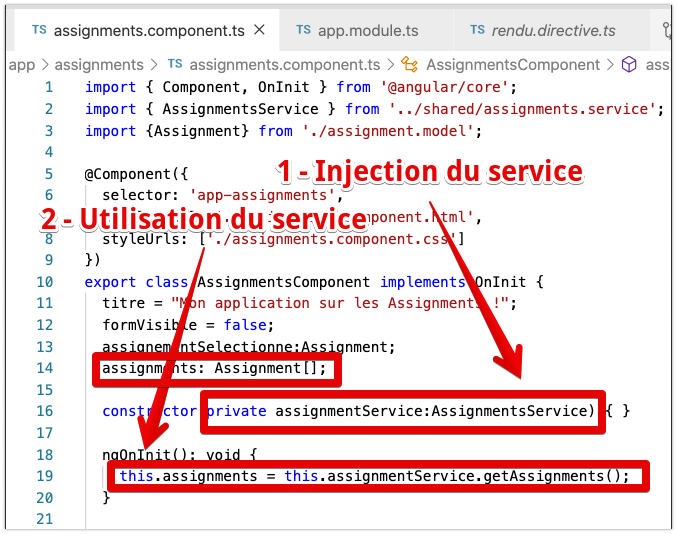 TS assignments.component.ts × TS app.module.ts TS rendu.directive.ts
app > assignments > TS assignments.component.ts > AssignmentsComponent > ass
1 import { Component, OnInit } from '@angular/core';
2 import { AssignmentsService } from '../shared/assignments.service';
3 import {Assignment} from './assignment.model';
4
5 @Component({
1 - Injection du service
6 selector: 'app-assignments',
2 - Utilisation du service
component.html',
8 styleUrls: ['./assignments.component.css']
9 })
10 export class AssignmentsComponent implements OnInit {
11 titre = "Mon application sur les Assignments !";
12 formVisible = false;
13 assignementSelectionne:Assignment;
14 assignments: Assignment[];
15
16 constructor private assignmentService:AssignmentsService) { }
17
18 ngOnInit(): void {
19 this.assignments = this.assignmentService.getAssignments();
20 }
21